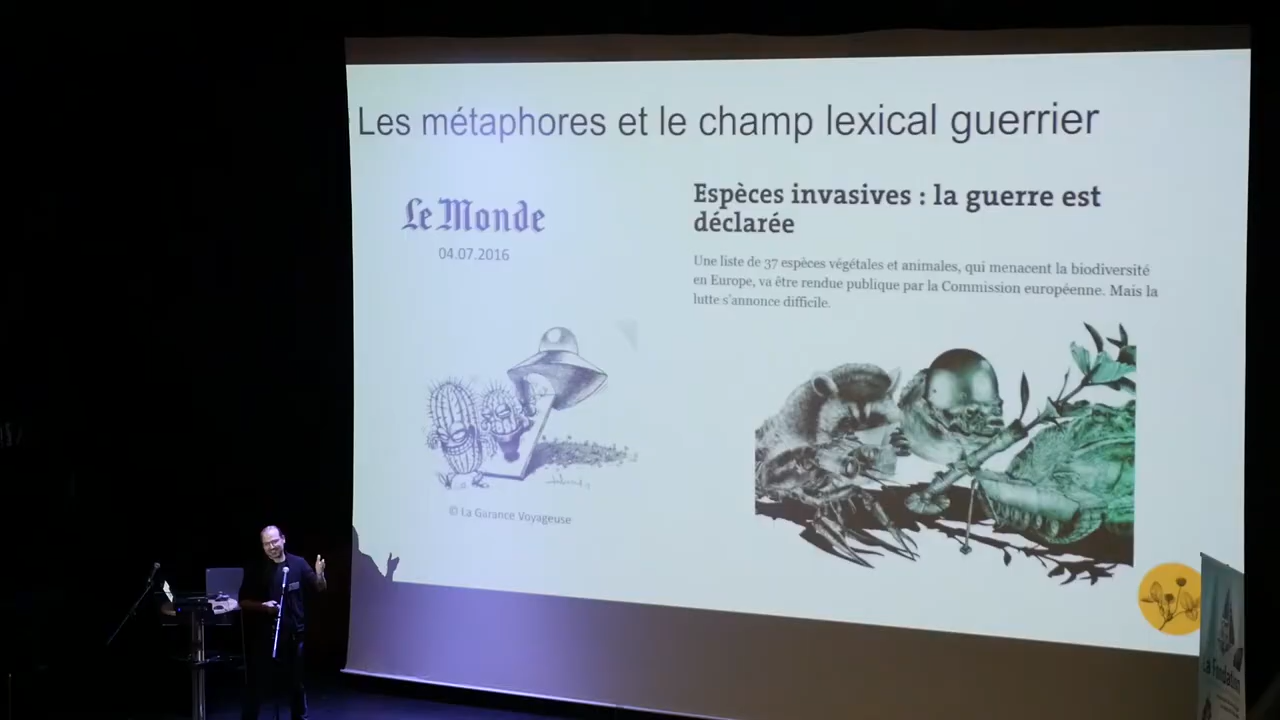 Les métaphores et le champ lexical guerrier
Le Monde
04.07.2016
Espèces invasives : la guerre est
déclarée
Une liste de 37 espèces végétales et animales, qui menacent la biodiversité
en Europe, va être rendue publique par la Commission européenne. Mais la
lutte s'annonce difficile.
© La Garance Voyageuse
La Fondation